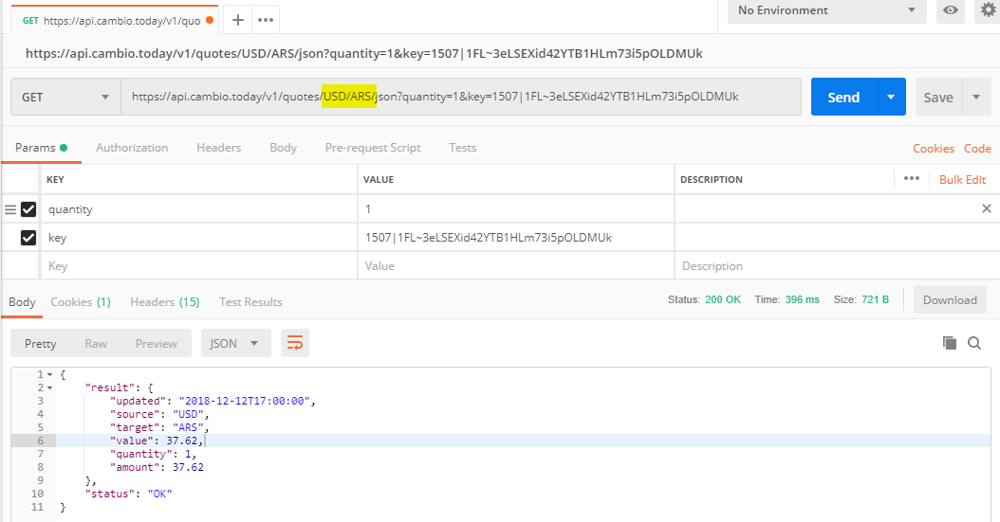 GET https://api.cambio.today/v1/quo
No Environment
https://api.cambio.today/v1/quotes/USD/ARS/json?quantity=1&key=1507|1FL~3eLSEXid42YTB1HLm73i5pOLDMUk
GET https://api.cambio.today/v1/quotes/USD/ARS/json?quantity=1&key=1507|1FL~3eLSEXid42YTB1HLm73i5pOLDMUk Send Save
Params Authorization Headers Body Pre-request Script Tests Cookies Code
KEY VALUE DESCRIPTION Bulk Edit
quantity 1
key 1507|1FL~3eLSEXid42YTB1HLm73i5pOLDMUk
Key Value Description
Body Cookies (1) Headers (15) Test Results Status: 200 OK Time: 396 ms Size: 721 B Download
Pretty Raw Preview JSON
1 {
2 "result": {
3 "updated": "2018-12-12T17:00:00",
4 "source": "USD",
5 "target": "ARS",
6 "value": 37.62,
7 "quantity": 1,
8 "amount": 37.62
9 },
10 "status": "OK"
11 }